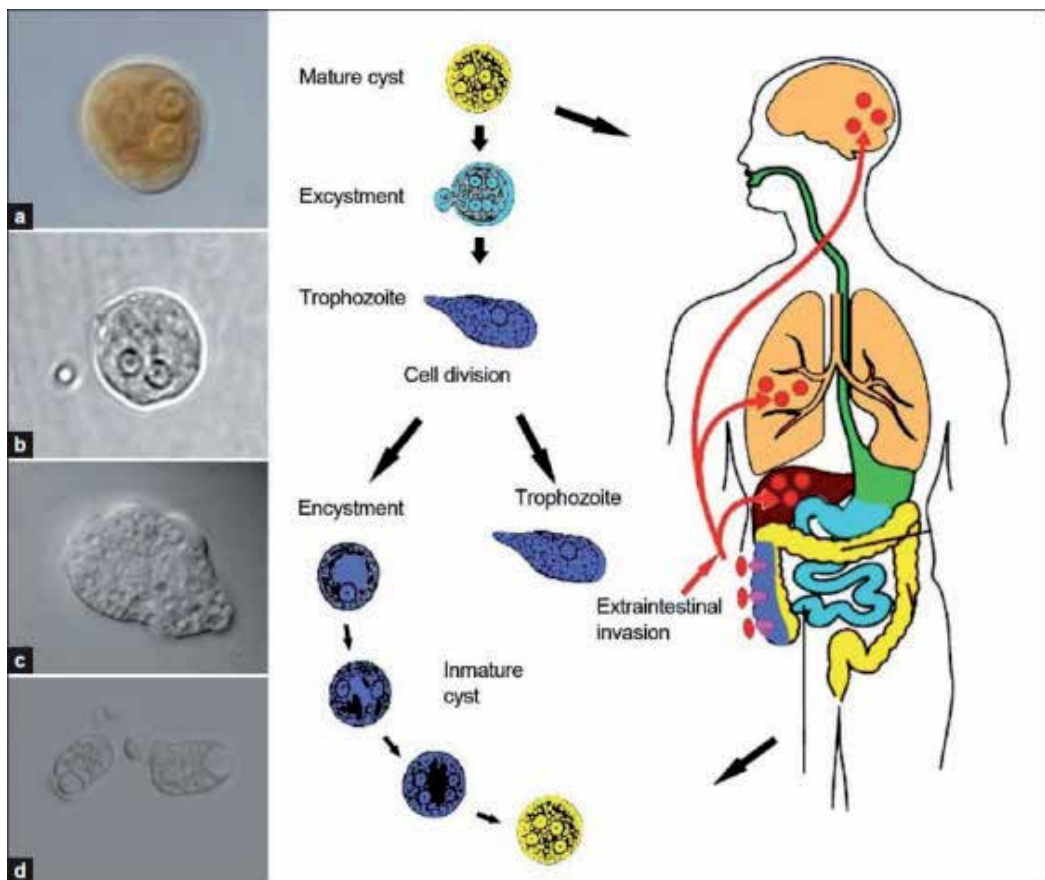 a
b
c
d
Mature cyst
Excystment
Trophozoite
Cell division
Encystment
Trophozoite
Inmature
cyst
Extraintestinal
invasion